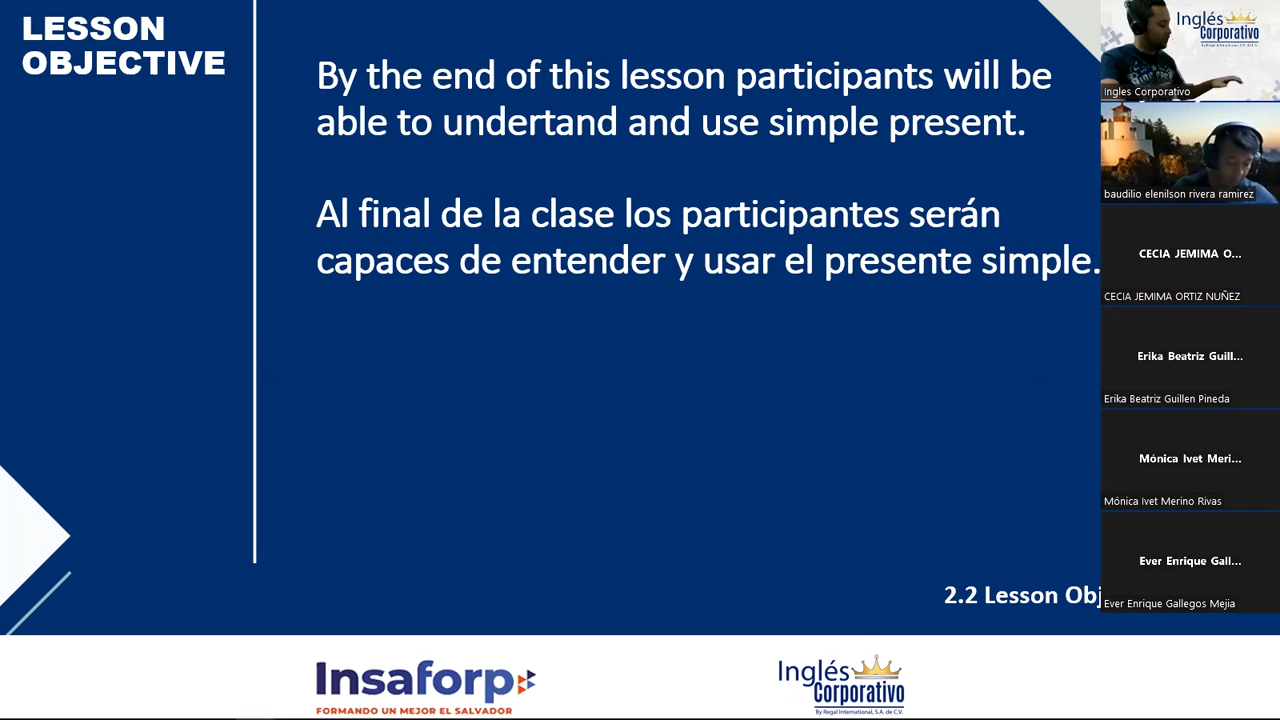 LESSON
OBJECTIVE
By the end of this lesson participants will be
able to undertand and use simple present.
Al final de la clase los participantes serán
capaces de entender y usar el presente simple.
2.2 Lesson Obj
Insaforp
FORMANDO UN MEJOR EL SALVADOR
Inglés
Corporativo
By Regal International, S.A. de C.V.
Inglés
Corporativo
By Regal International, S.A. de C.V.
Ingles Corporativo
baudilio elenilson rivera ramirez
CECIA JEMIMA O...
CECIA JEMIMA ORTIZ NUÑEZ
Erika Beatriz Guill...
Erika Beatriz Guillen Pineda
Mónica Ivet Meri...
Mónica Ivet Merino Rivas
Ever Enrique Gall...
Ever Enrique Gallegos Mejia